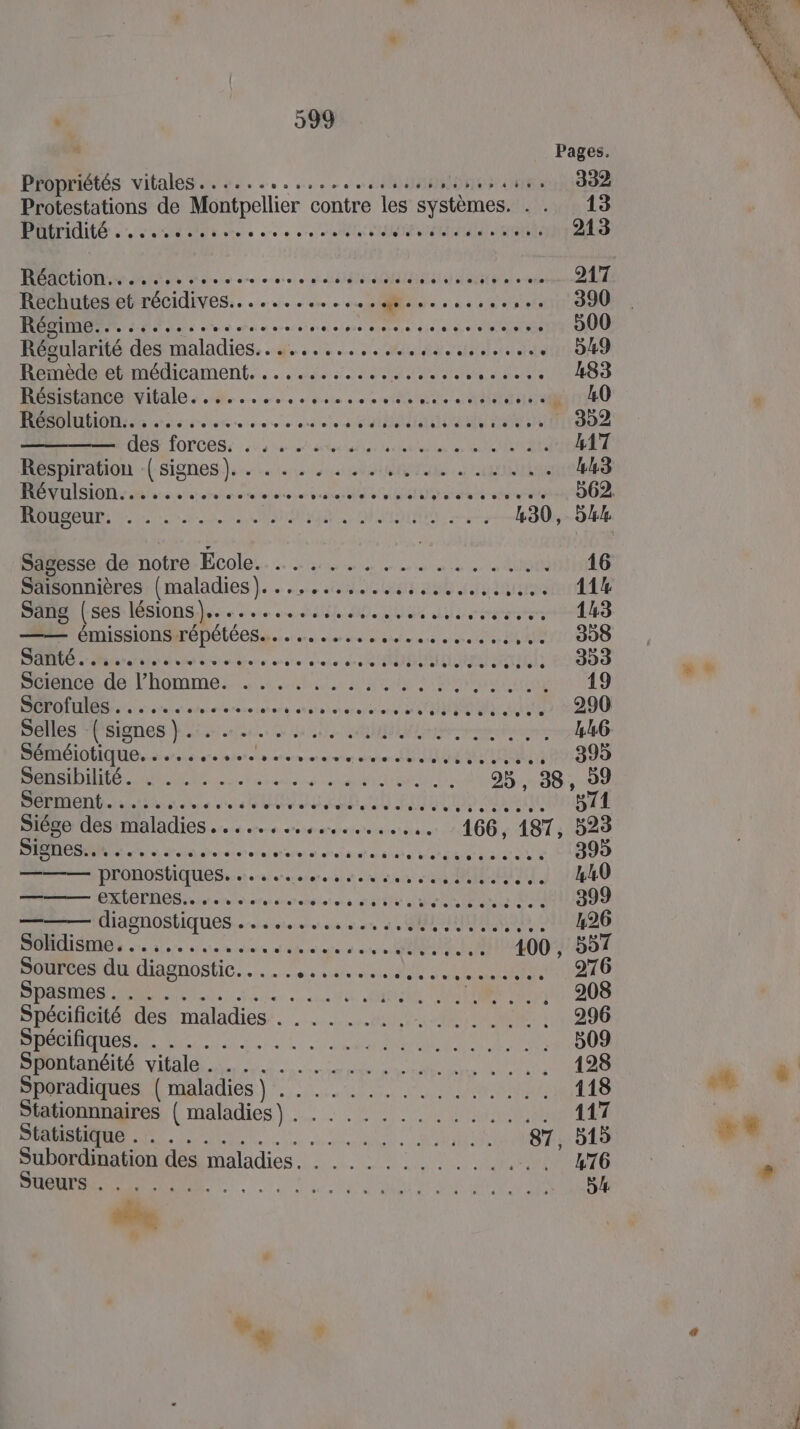 599
Pages.
Propriétés vitales........................ 332
Protestations de Montpellier contre les systèmes. . . 13
Putridité........................ 213
Réaction........................ 217
Rechutes et récidives........................ 390
Régime........................ 500
Régularité des maladies........................ 549
Remède et médicament........................ 483
Résistance vitale........................ 40
Résolution........................ 352
——— des forces. . . . . . . . . . . . 417
Respiration (signes). . . . . . . . . . . . 443
Révulsion........................ 562
Rougeur. . . . . . . . . . . . 430, 544
Sagesse de notre École. . . . . . . . . . . . 16
Saisonnières (maladies)........................ 114
Sang (ses lésions)........................ 143
—— émissions répétées........................ 358
Santé........................ 353
Science de l'homme. . . . . . . . . . . . 19
Scrofules........................ 290
Selles (signes). . . . . . . . . . . . 446
Séméiotique........................ 395
Sensibilité. . . . . . . . . . . . 25, 38, 59
Serment........................ 571
Siége des maladies............ 166, 187, 523
Signes........................ 395
——— pronostiques........................ 440
——— externes........................ 399
——— diagnostiques........................ 426
Solidisme............ 100, 557
Sources du diagnostic........................ 276
Spasmes. . . . . . . . . . . . 208
Spécificité des maladies. . . . . . . . . . . . 296
Spécifiques. . . . . . . . . . . . 509
Spontanéité vitale. . . . . . . . . . . . 128
Sporadiques (maladies). . . . . . . . . . . . 118
Stationnnaires (maladies). . . . . . . . . . . . 117
Statistique. . . . . . . . . . . . 87, 515
Subordination des maladies. . . . . . . . . . . . 476
Sueurs. . . . . . . . . . . . 54